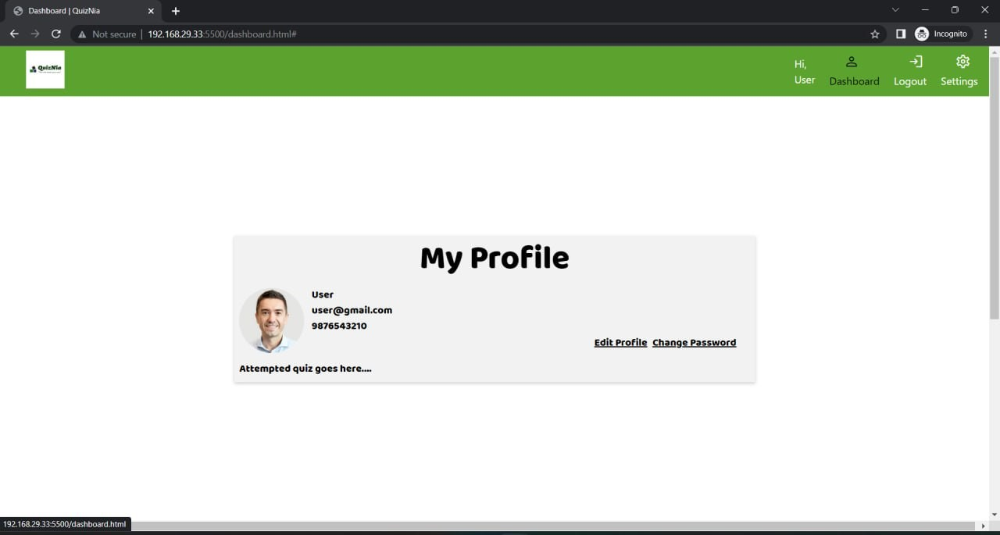 Dashboard | QuizNia
Not secure | 192.168.29.33:5500/dashboard.html#
Incognito
QuizNia
Hi,
User
Dashboard
Logout
Settings
My Profile
User
user@gmail.com
9876543210
Edit Profile Change Password
Attempted quiz goes here....
192.168.29.33:5500/dashboard.html